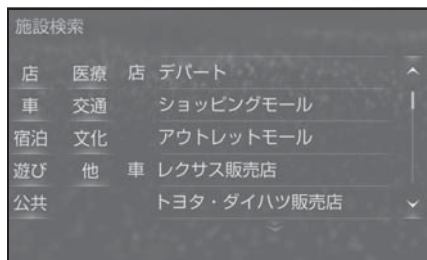 施設検索
店 医療 店 デパート
車 交通 ショッピングモール
宿泊 文化 アウトレットモール
遊び 他 車 レクサス販売店
公共 トヨタ・ダイハツ販売店